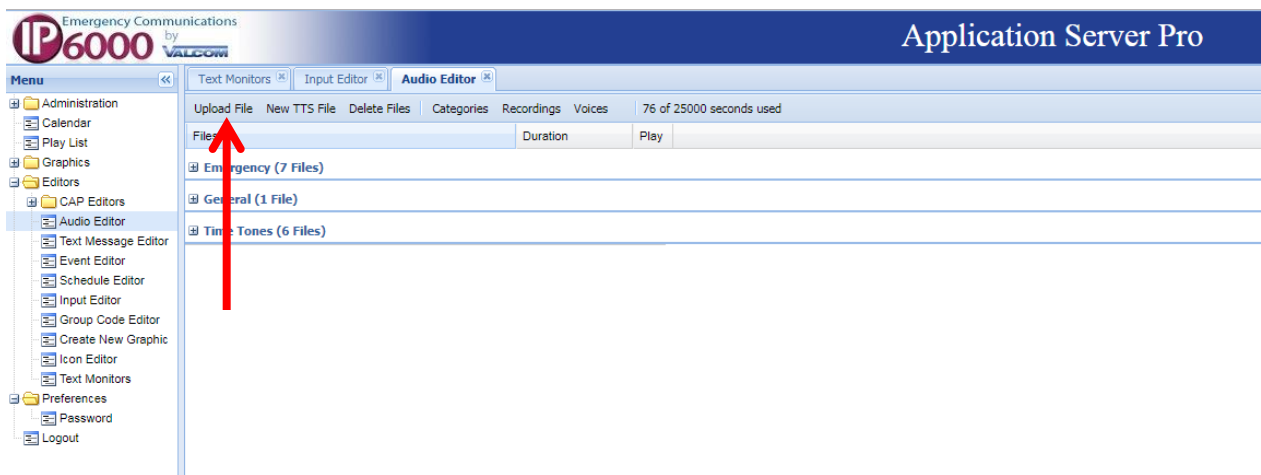 Emergency Communications
IP6000 by
VALCOM
Application Server Pro
Menu
Administration
Calendar
Play List
Graphics
Editors
CAP Editors
Audio Editor
Text Message Editor
Event Editor
Schedule Editor
Input Editor
Group Code Editor
Create New Graphic
Icon Editor
Text Monitors
Preferences
Password
Logout
Text Monitors Input Editor Audio Editor
Upload File New TTS File Delete Files Categories Recordings Voices 76 of 25000 seconds used
Files Duration Play
Emergency (7 Files)
General (1 File)
Time Tones (6 Files)